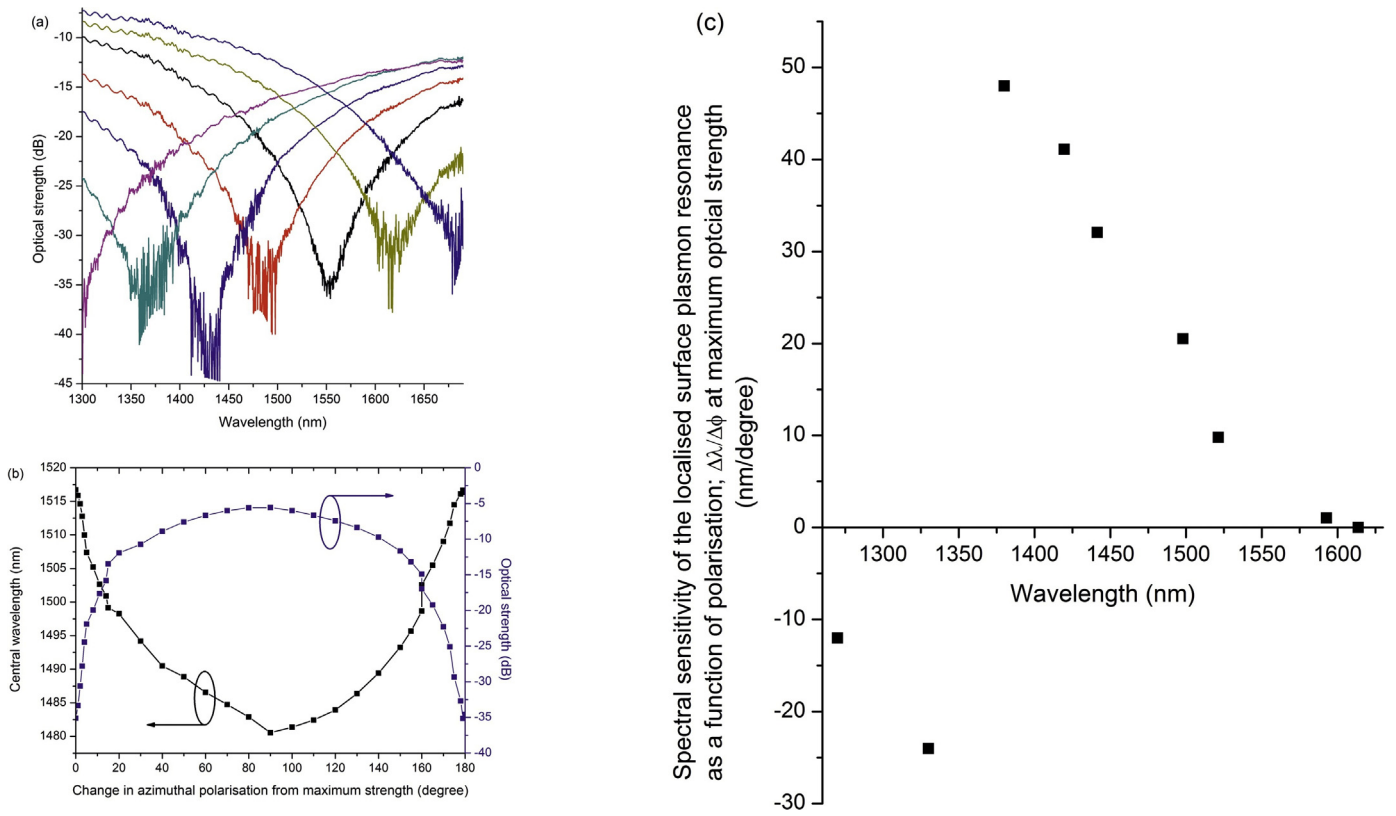 (a)
-10
-15
-20
-25
-30
-35
-40
-45
Optical strength (dB)
1300 1350 1400 1450 1500 1550 1600 1650
Wavelength (nm)
(b)
1520
1515
1510
1505
1500
1495
1490
1485
1480
Central wavelength (nm)
0
-5
-10
-15
-20
-25
-30
-35
-40
Optical strength (dB)
0 20 40 60 80 100 120 140 160 180
Change in azimuthal polarisation from maximum strength (degree)
(c)
Spectral sensitivity of the localised surface plasmon resonance
as a function of polarisation; Δλ/Δϕ at maximum optcial strength
(nm/degree)
50
40
30
20
10
0
-10
-20
-30
1300 1350 1400 1450 1500 1550 1600
Wavelength (nm)